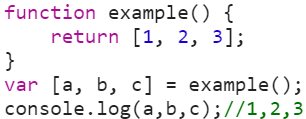 function example() {
    return [1, 2, 3];
}
var [a, b, c] = example();
console.log(a,b,c);//1,2,3